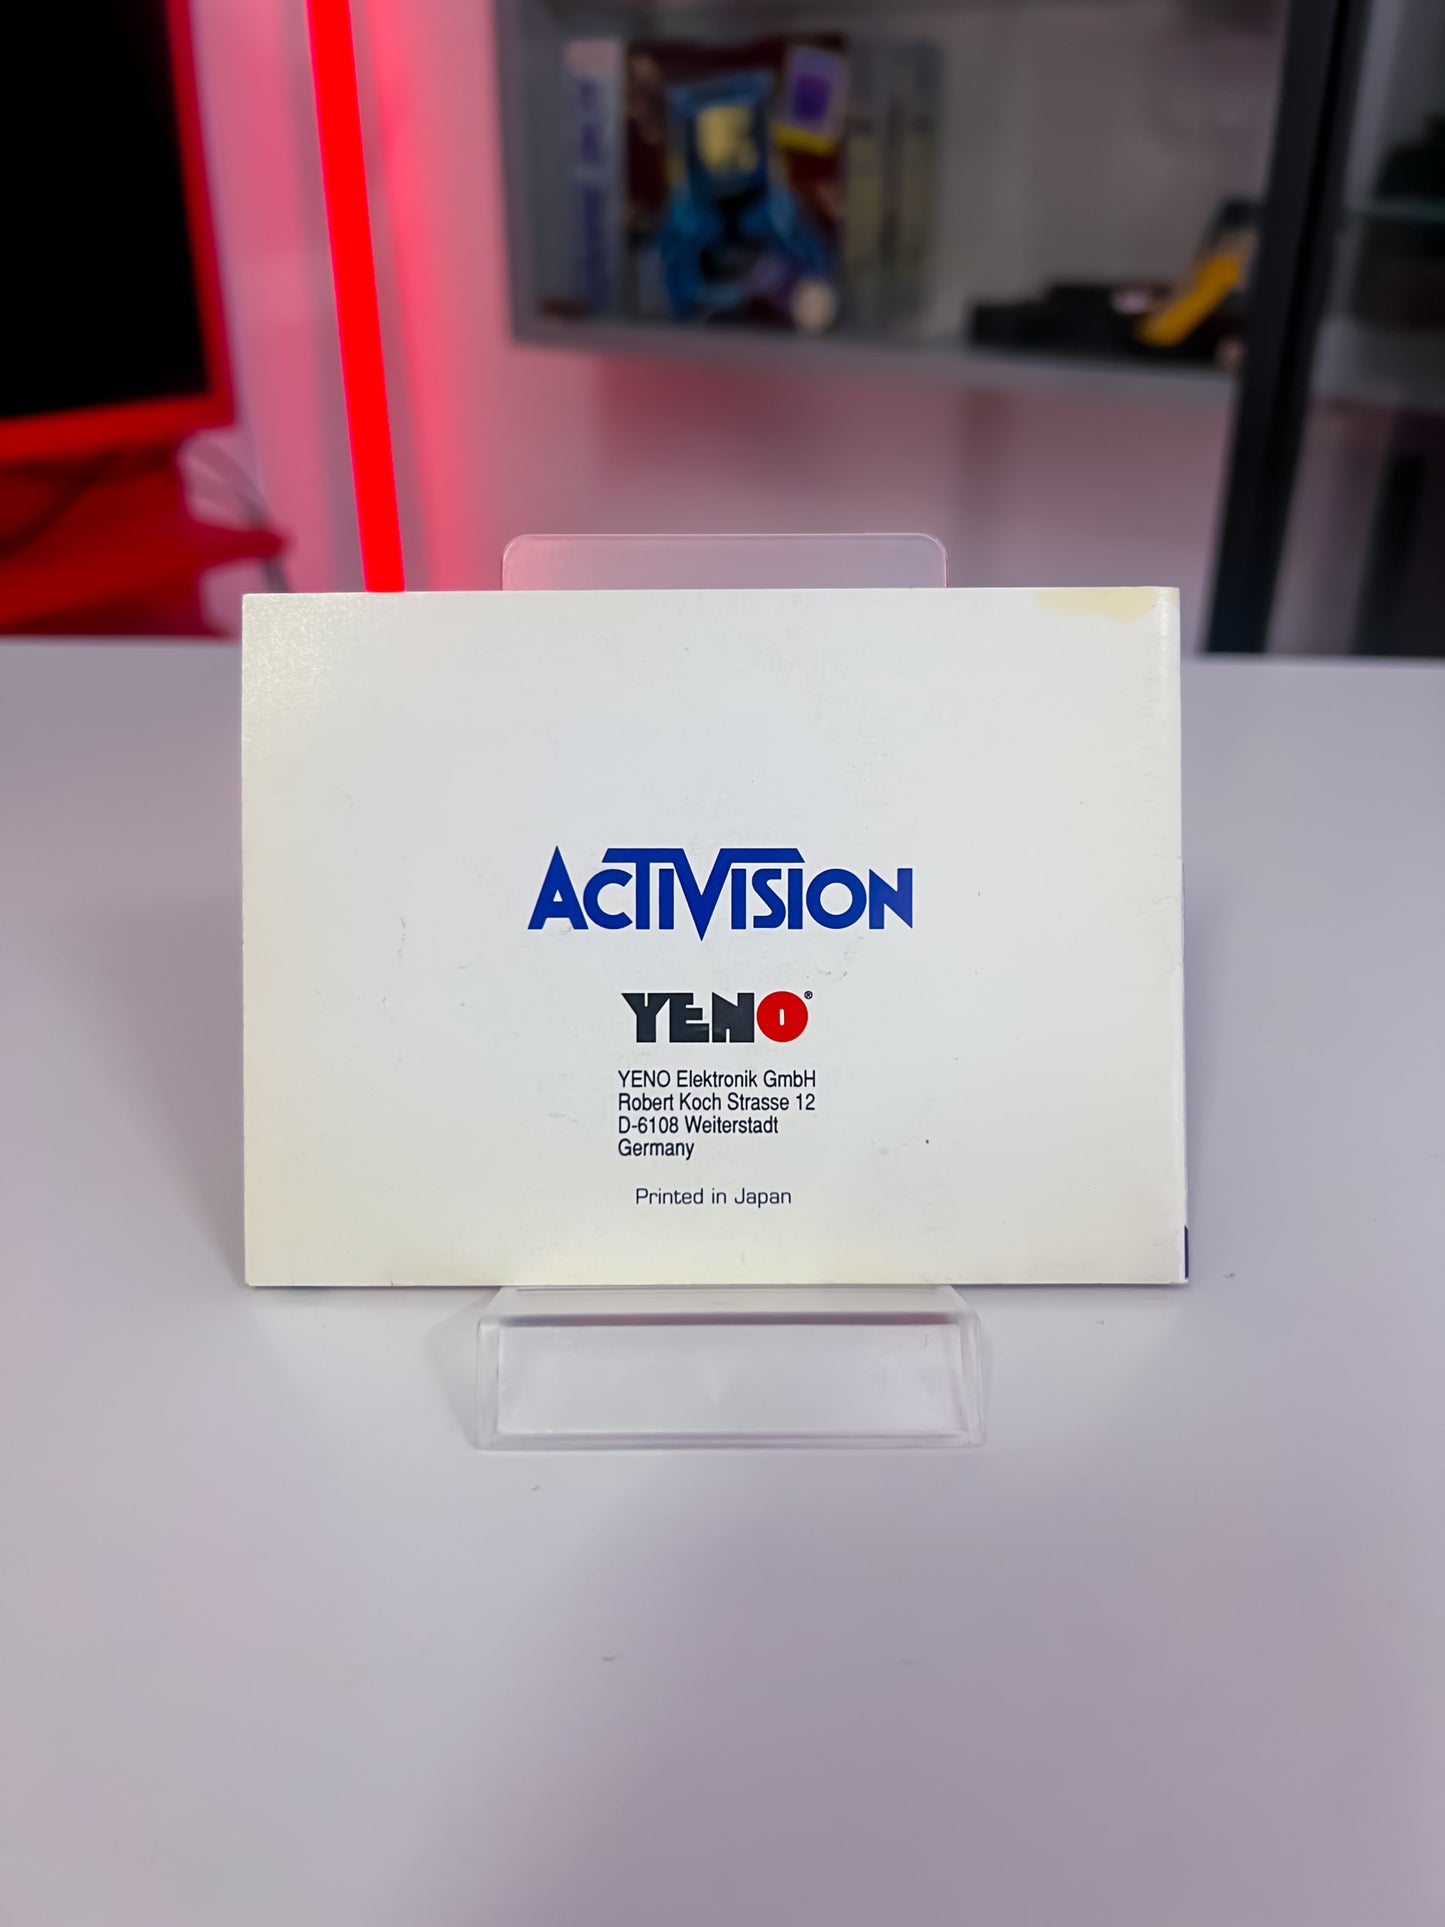 ACTIVISION
YENO®
YENO Elektronik GmbH
Robert Koch Strasse 12
D-6108 Weiterstadt
Germany
Printed in Japan